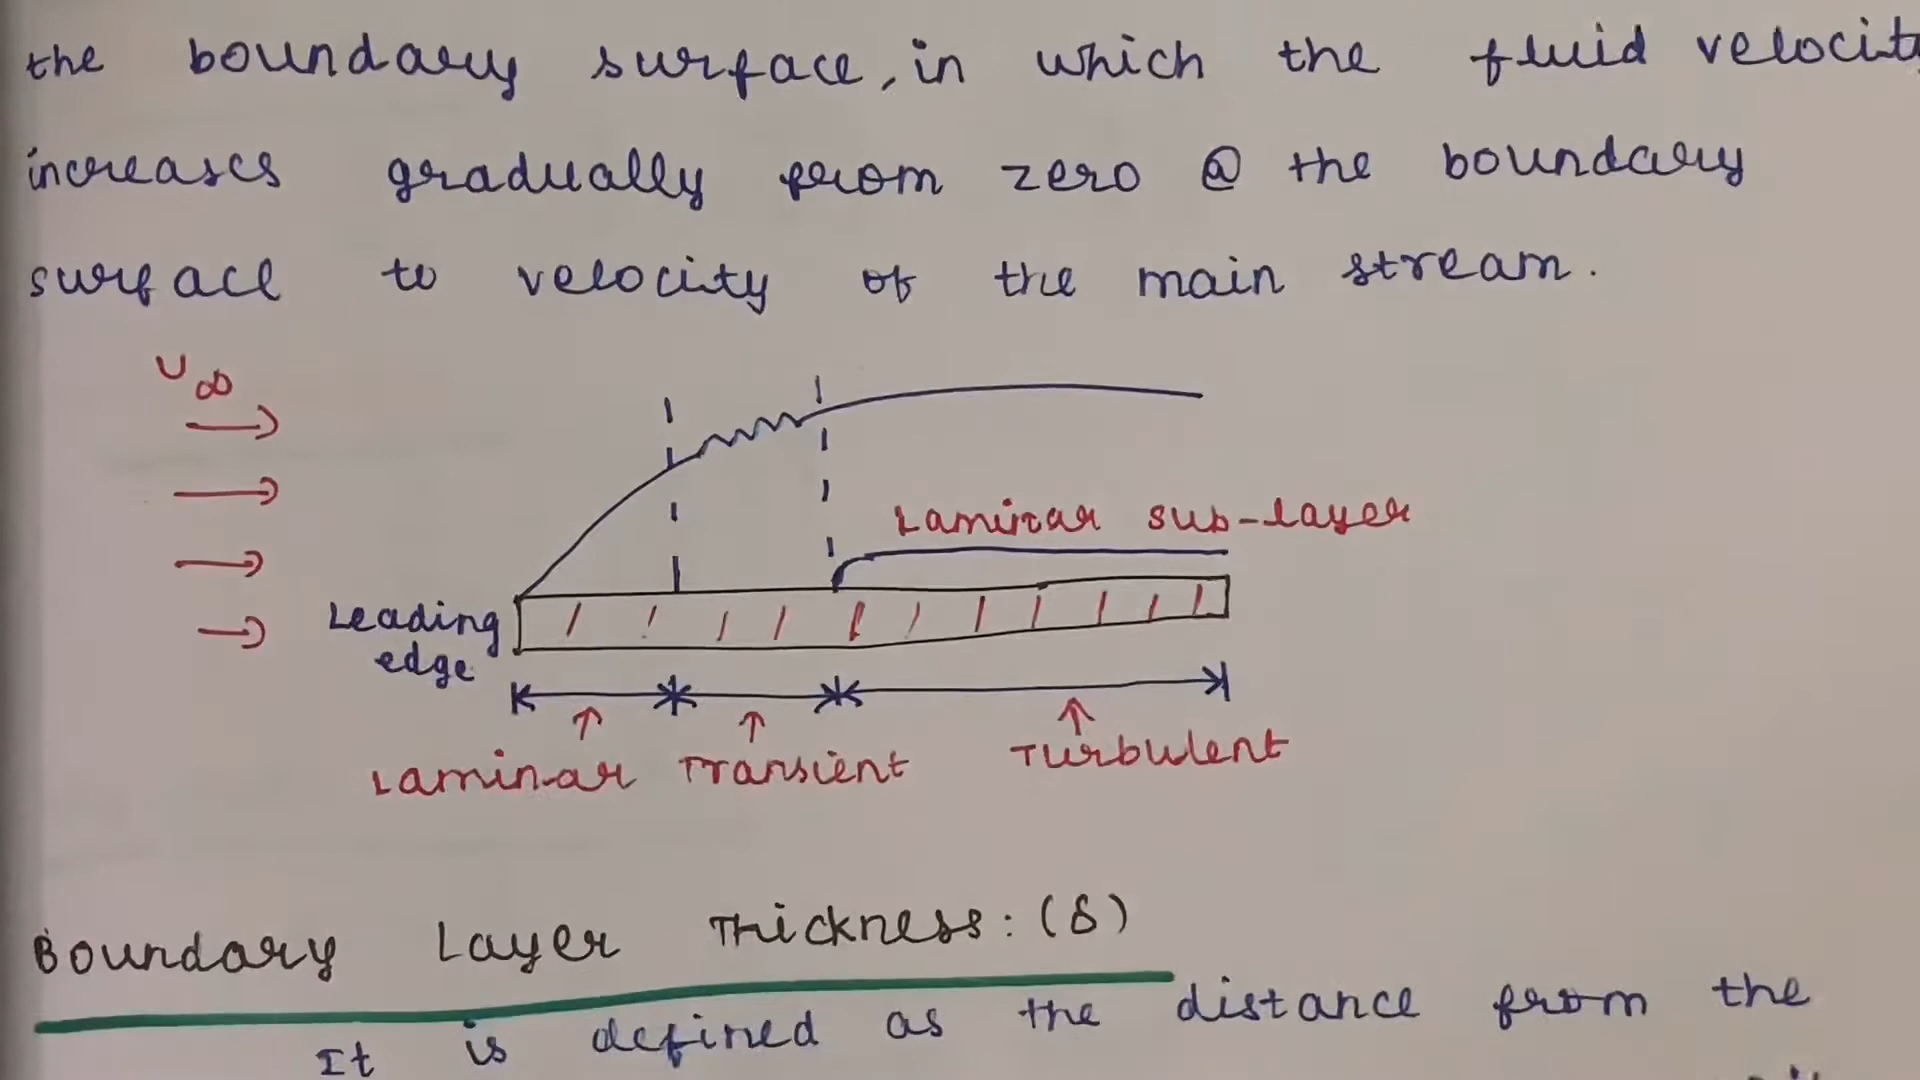 the boundary surface, in which the fluid velocity
increases gradually from zero @ the boundary
surface to velocity of the main stream.
U∞
Laminar sub-layer
Leading
edge
Laminar Transient Turbulent
Boundary Layer Thickness: (δ)
It is defined as the distance from the